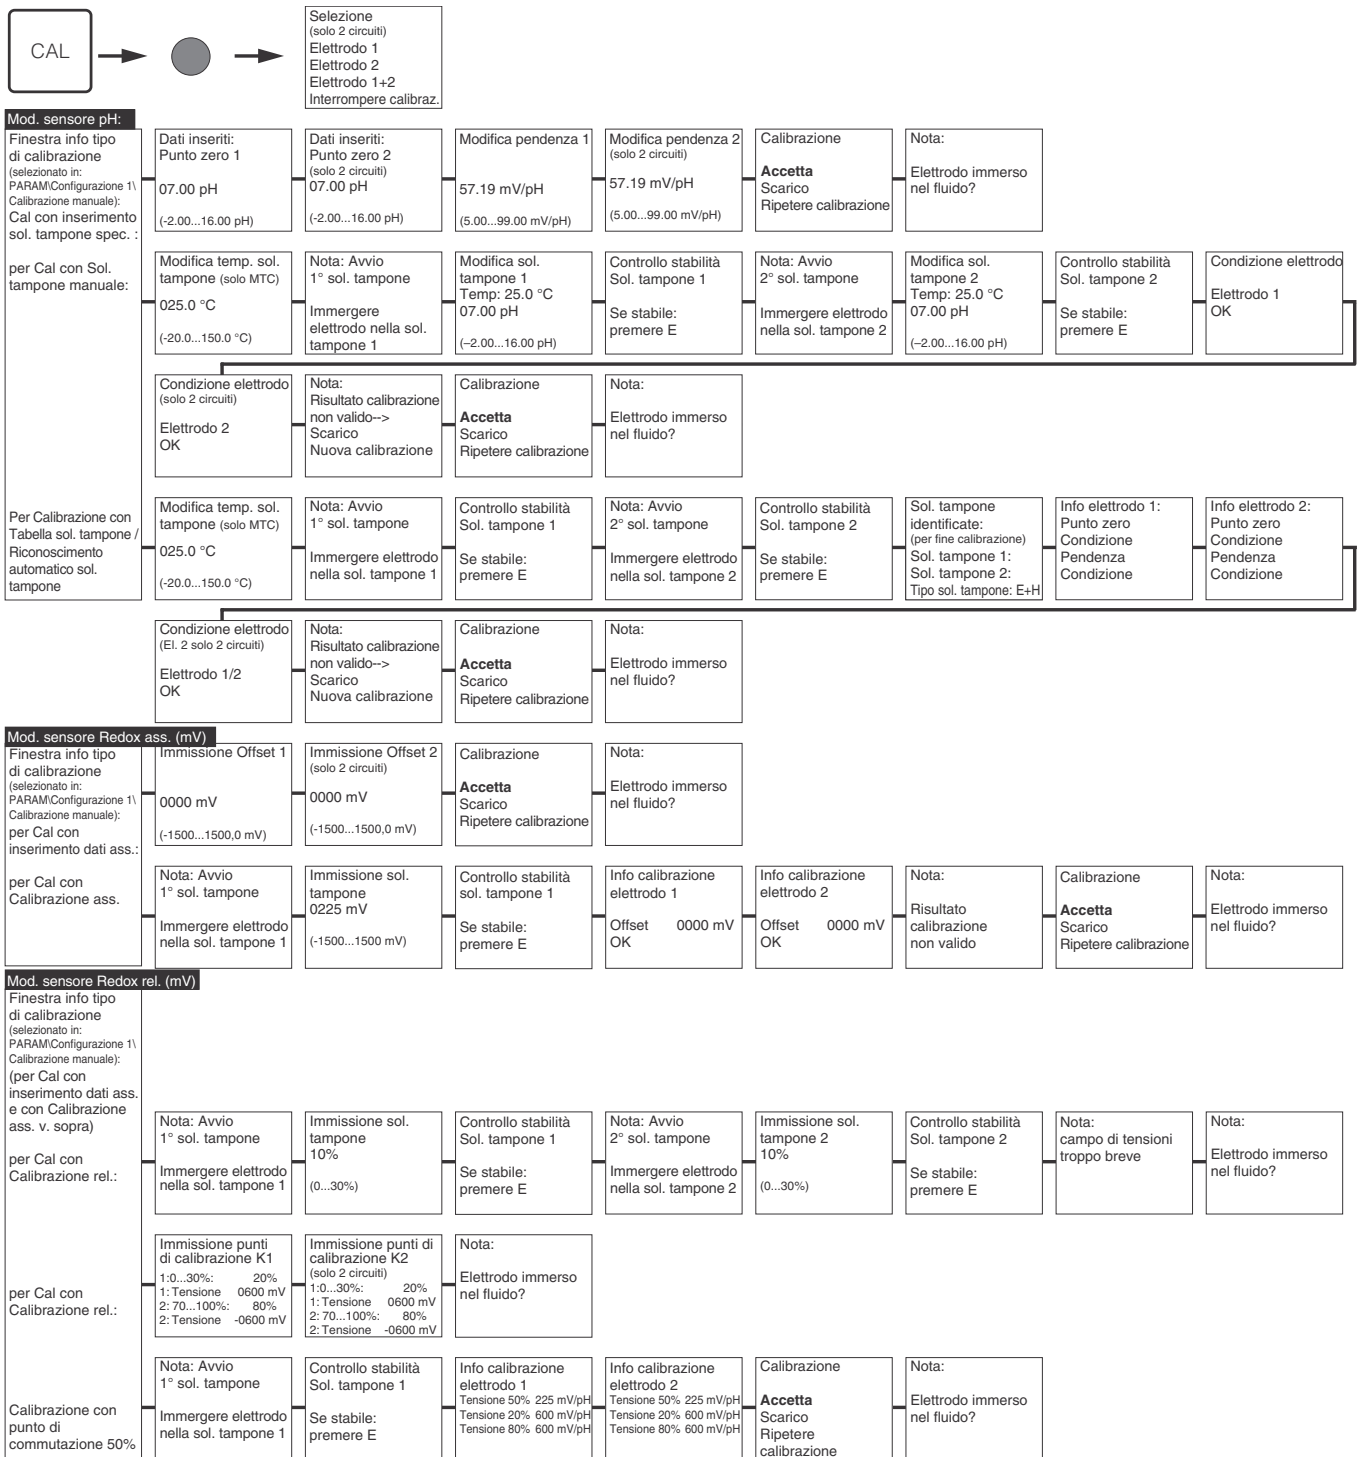 CAL
Selezione
(solo 2 circuiti)
Elettrodo 1
Elettrodo 2
Elettrodo 1+2
Interrompere calibraz.
Mod. sensore pH:
Finestra info tipo
di calibrazione
(selezionato in:
PARAM\Configurazione 1\
Calibrazione manuale):
Cal con inserimento
sol. tampone spec. :
Dati inseriti:
Punto zero 1
07.00 pH
(-2.00...16.00 pH)
Dati inseriti:
Punto zero 2
(solo 2 circuiti)
07.00 pH
(-2.00...16.00 pH)
Modifica pendenza 1
57.19 mV/pH
(5.00...99.00 mV/pH)
Modifica pendenza 2
(solo 2 circuiti)
57.19 mV/pH
(5.00...99.00 mV/pH)
Calibrazione
Accetta
Scarico
Ripetere calibrazione
Nota:
Elettrodo immerso
nel fluido?
per Cal con Sol.
tampone manuale:
Modifica temp. sol.
tampone (solo MTC)
025.0 °C
(-20.0...150.0 °C)
Nota: Avvio
1° sol. tampone
Immergere
elettrodo nella sol.
tampone 1
Modifica sol.
tampone 1
Temp: 25.0 °C
07.00 pH
(–2.00...16.00 pH)
Controllo stabilità
Sol. tampone 1
Se stabile:
premere E
Nota: Avvio
2° sol. tampone
Immergere elettrodo
nella sol. tampone 2
Modifica sol.
tampone 2
Temp: 25.0 °C
07.00 pH
(–2.00...16.00 pH)
Controllo stabilità
Sol. tampone 2
Se stabile:
premere E
Condizione elettrodo
Elettrodo 1
OK
Condizione elettrodo
(solo 2 circuiti)
Elettrodo 2
OK
Nota:
Risultato calibrazione
non valido-->
Scarico
Nuova calibrazione
Calibrazione
Accetta
Scarico
Ripetere calibrazione
Nota:
Elettrodo immerso
nel fluido?
Per Calibrazione con
Tabella sol. tampone /
Riconoscimento
automatico sol.
tampone
Modifica temp. sol.
tampone (solo MTC)
025.0 °C
(-20.0...150.0 °C)
Nota: Avvio
1° sol. tampone
Immergere elettrodo
nella sol. tampone 1
Controllo stabilità
Sol. tampone 1
Se stabile:
premere E
Nota: Avvio
2° sol. tampone
Immergere elettrodo
nella sol. tampone 2
Controllo stabilità
Sol. tampone 2
Se stabile:
premere E
Sol. tampone
identificate:
(per fine calibrazione)
Sol. tampone 1:
Sol. tampone 2:
Tipo sol. tampone: E+H
Info elettrodo 1:
Punto zero
Condizione
Pendenza
Condizione
Info elettrodo 2:
Punto zero
Condizione
Pendenza
Condizione
Condizione elettrodo
(El. 2 solo 2 circuiti)
Elettrodo 1/2
OK
Nota:
Risultato calibrazione
non valido-->
Scarico
Nuova calibrazione
Calibrazione
Accetta
Scarico
Ripetere calibrazione
Nota:
Elettrodo immerso
nel fluido?
Mod. sensore Redox ass. (mV)
Finestra info tipo
di calibrazione
(selezionato in:
PARAM\Configurazione 1\
Calibrazione manuale):
per Cal con
inserimento dati ass.:
Immissione Offset 1
0000 mV
(-1500...1500,0 mV)
Immissione Offset 2
(solo 2 circuiti)
0000 mV
(-1500...1500,0 mV)
Calibrazione
Accetta
Scarico
Ripetere calibrazione
Nota:
Elettrodo immerso
nel fluido?
per Cal con
Calibrazione ass.
Nota: Avvio
1° sol. tampone
Immergere elettrodo
nella sol. tampone 1
Immissione sol.
tampone
0225 mV
(-1500...1500 mV)
Controllo stabilità
sol. tampone 1
Se stabile:
premere E
Info calibrazione
elettrodo 1
Offset 0000 mV
OK
Info calibrazione
elettrodo 2
Offset 0000 mV
OK
Nota:
Risultato
calibrazione
non valido
Calibrazione
Accetta
Scarico
Ripetere calibrazione
Nota:
Elettrodo immerso
nel fluido?
Mod. sensore Redox rel. (mV)
Finestra info tipo
di calibrazione
(selezionato in:
PARAM\Configurazione 1\
Calibrazione manuale):
(per Cal con
inserimento dati ass.
e con Calibrazione
ass. v. sopra)
per Cal con
Calibrazione rel.:
Nota: Avvio
1° sol. tampone
Immergere elettrodo
nella sol. tampone 1
Immissione sol.
tampone
10%
(0...30%)
Controllo stabilità
Sol. tampone 1
Se stabile:
premere E
Nota: Avvio
2° sol. tampone
Immergere elettrodo
nella sol. tampone 2
Immissione sol.
tampone 2
10%
(0...30%)
Controllo stabilità
Sol. tampone 2
Se stabile:
premere E
Nota:
campo di tensioni
troppo breve
Nota:
Elettrodo immerso
nel fluido?
per Cal con
Calibrazione rel.:
Immissione punti
di calibrazione K1
1:0...30%: 20%
1: Tensione 0600 mV
2: 70...100%: 80%
2: Tensione -0600 mV
Immissione punti di
calibrazione K2
(solo 2 circuiti)
1:0...30%: 20%
1: Tensione 0600 mV
2: 70...100%: 80%
2: Tensione -0600 mV
Nota:
Elettrodo immerso
nel fluido?
Calibrazione con
punto di
commutazione 50%
Nota: Avvio
1° sol. tampone
Immergere elettrodo
nella sol. tampone 1
Controllo stabilità
Sol. tampone 1
Se stabile:
premere E
Info calibrazione
elettrodo 1
Tensione 50% 225 mV/pH
Tensione 20% 600 mV/pH
Tensione 80% 600 mV/pH
Info calibrazione
elettrodo 2
Tensione 50% 225 mV/pH
Tensione 20% 600 mV/pH
Tensione 80% 600 mV/pH
Calibrazione
Accetta
Scarico
Ripetere
calibrazione
Nota:
Elettrodo immerso
nel fluido?